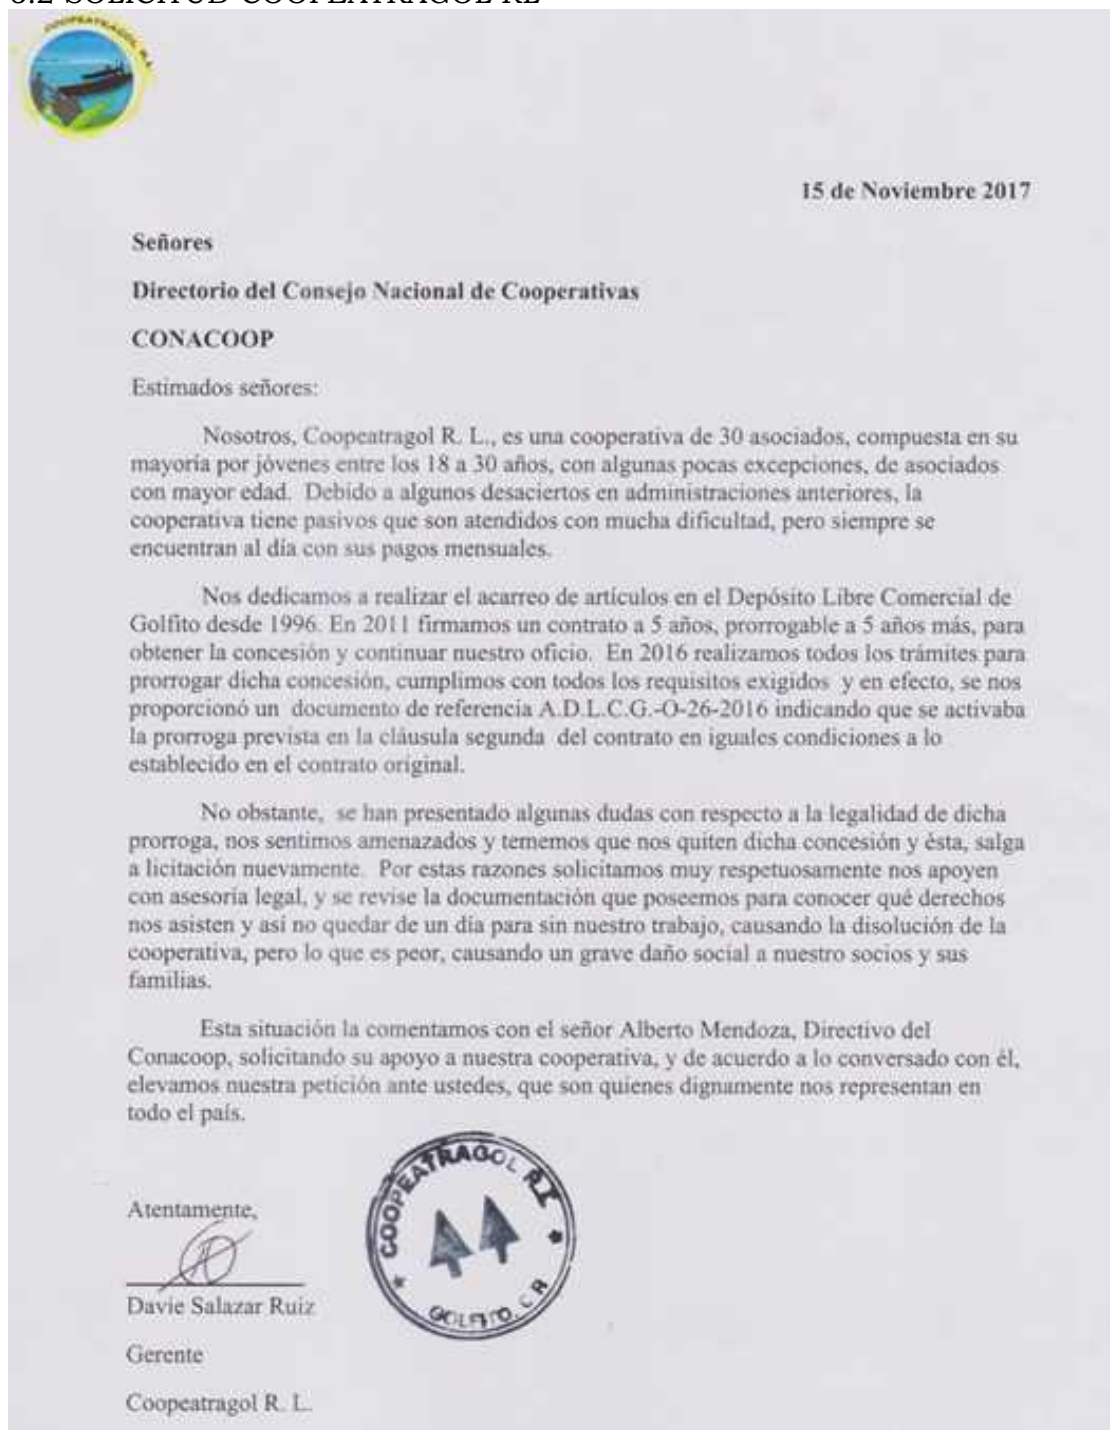 6.2 SOLICITUD COOPEATRAGOL RL
COOPEATRAGOL R.L.
15 de Noviembre 2017
Señores
Directorio del Consejo Nacional de Cooperativas
CONACOOP
Estimados señores:
Nosotros, Coopeatragol R. L., es una cooperativa de 30 asociados, compuesta en su
mayoría por jóvenes entre los 18 a 30 años, con algunas pocas excepciones, de asociados
con mayor edad. Debido a algunos desaciertos en administraciones anteriores, la
cooperativa tiene pasivos que son atendidos con mucha dificultad, pero siempre se
encuentran al día con sus pagos mensuales.
Nos dedicamos a realizar el acarreo de artículos en el Depósito Libre Comercial de
Golfito desde 1996. En 2011 firmamos un contrato a 5 años, prorrogable a 5 años más, para
obtener la concesión y continuar nuestro oficio. En 2016 realizamos todos los trámites para
prorrogar dicha concesión, cumplimos con todos los requisitos exigidos y en efecto, se nos
proporcionó un documento de referencia A.D.L.C.G.-O-26-2016 indicando que se activaba
la prorroga prevista en la cláusula segunda del contrato en iguales condiciones a lo
establecido en el contrato original.
No obstante, se han presentado algunas dudas con respecto a la legalidad de dicha
prorroga, nos sentimos amenazados y tememos que nos quiten dicha concesión y ésta, salga
a licitación nuevamente. Por estas razones solicitamos muy respetuosamente nos apoyen
con asesoría legal, y se revise la documentación que poseemos para conocer qué derechos
nos asisten y así no quedar de un día para sin nuestro trabajo, causando la disolución de la
cooperativa, pero lo que es peor, causando un grave daño social a nuestro socios y sus
familias.
Esta situación la comentamos con el señor Alberto Mendoza, Directivo del
Conacoop, solicitando su apoyo a nuestra cooperativa, y de acuerdo a lo conversado con él,
elevamos nuestra petición ante ustedes, que son quienes dignamente nos representan en
todo el país.
Atentamente,
COOPEATRAGOL R.L
GOLFITO, C R
Davie Salazar Ruiz
Gerente
Coopeatragol R. L.